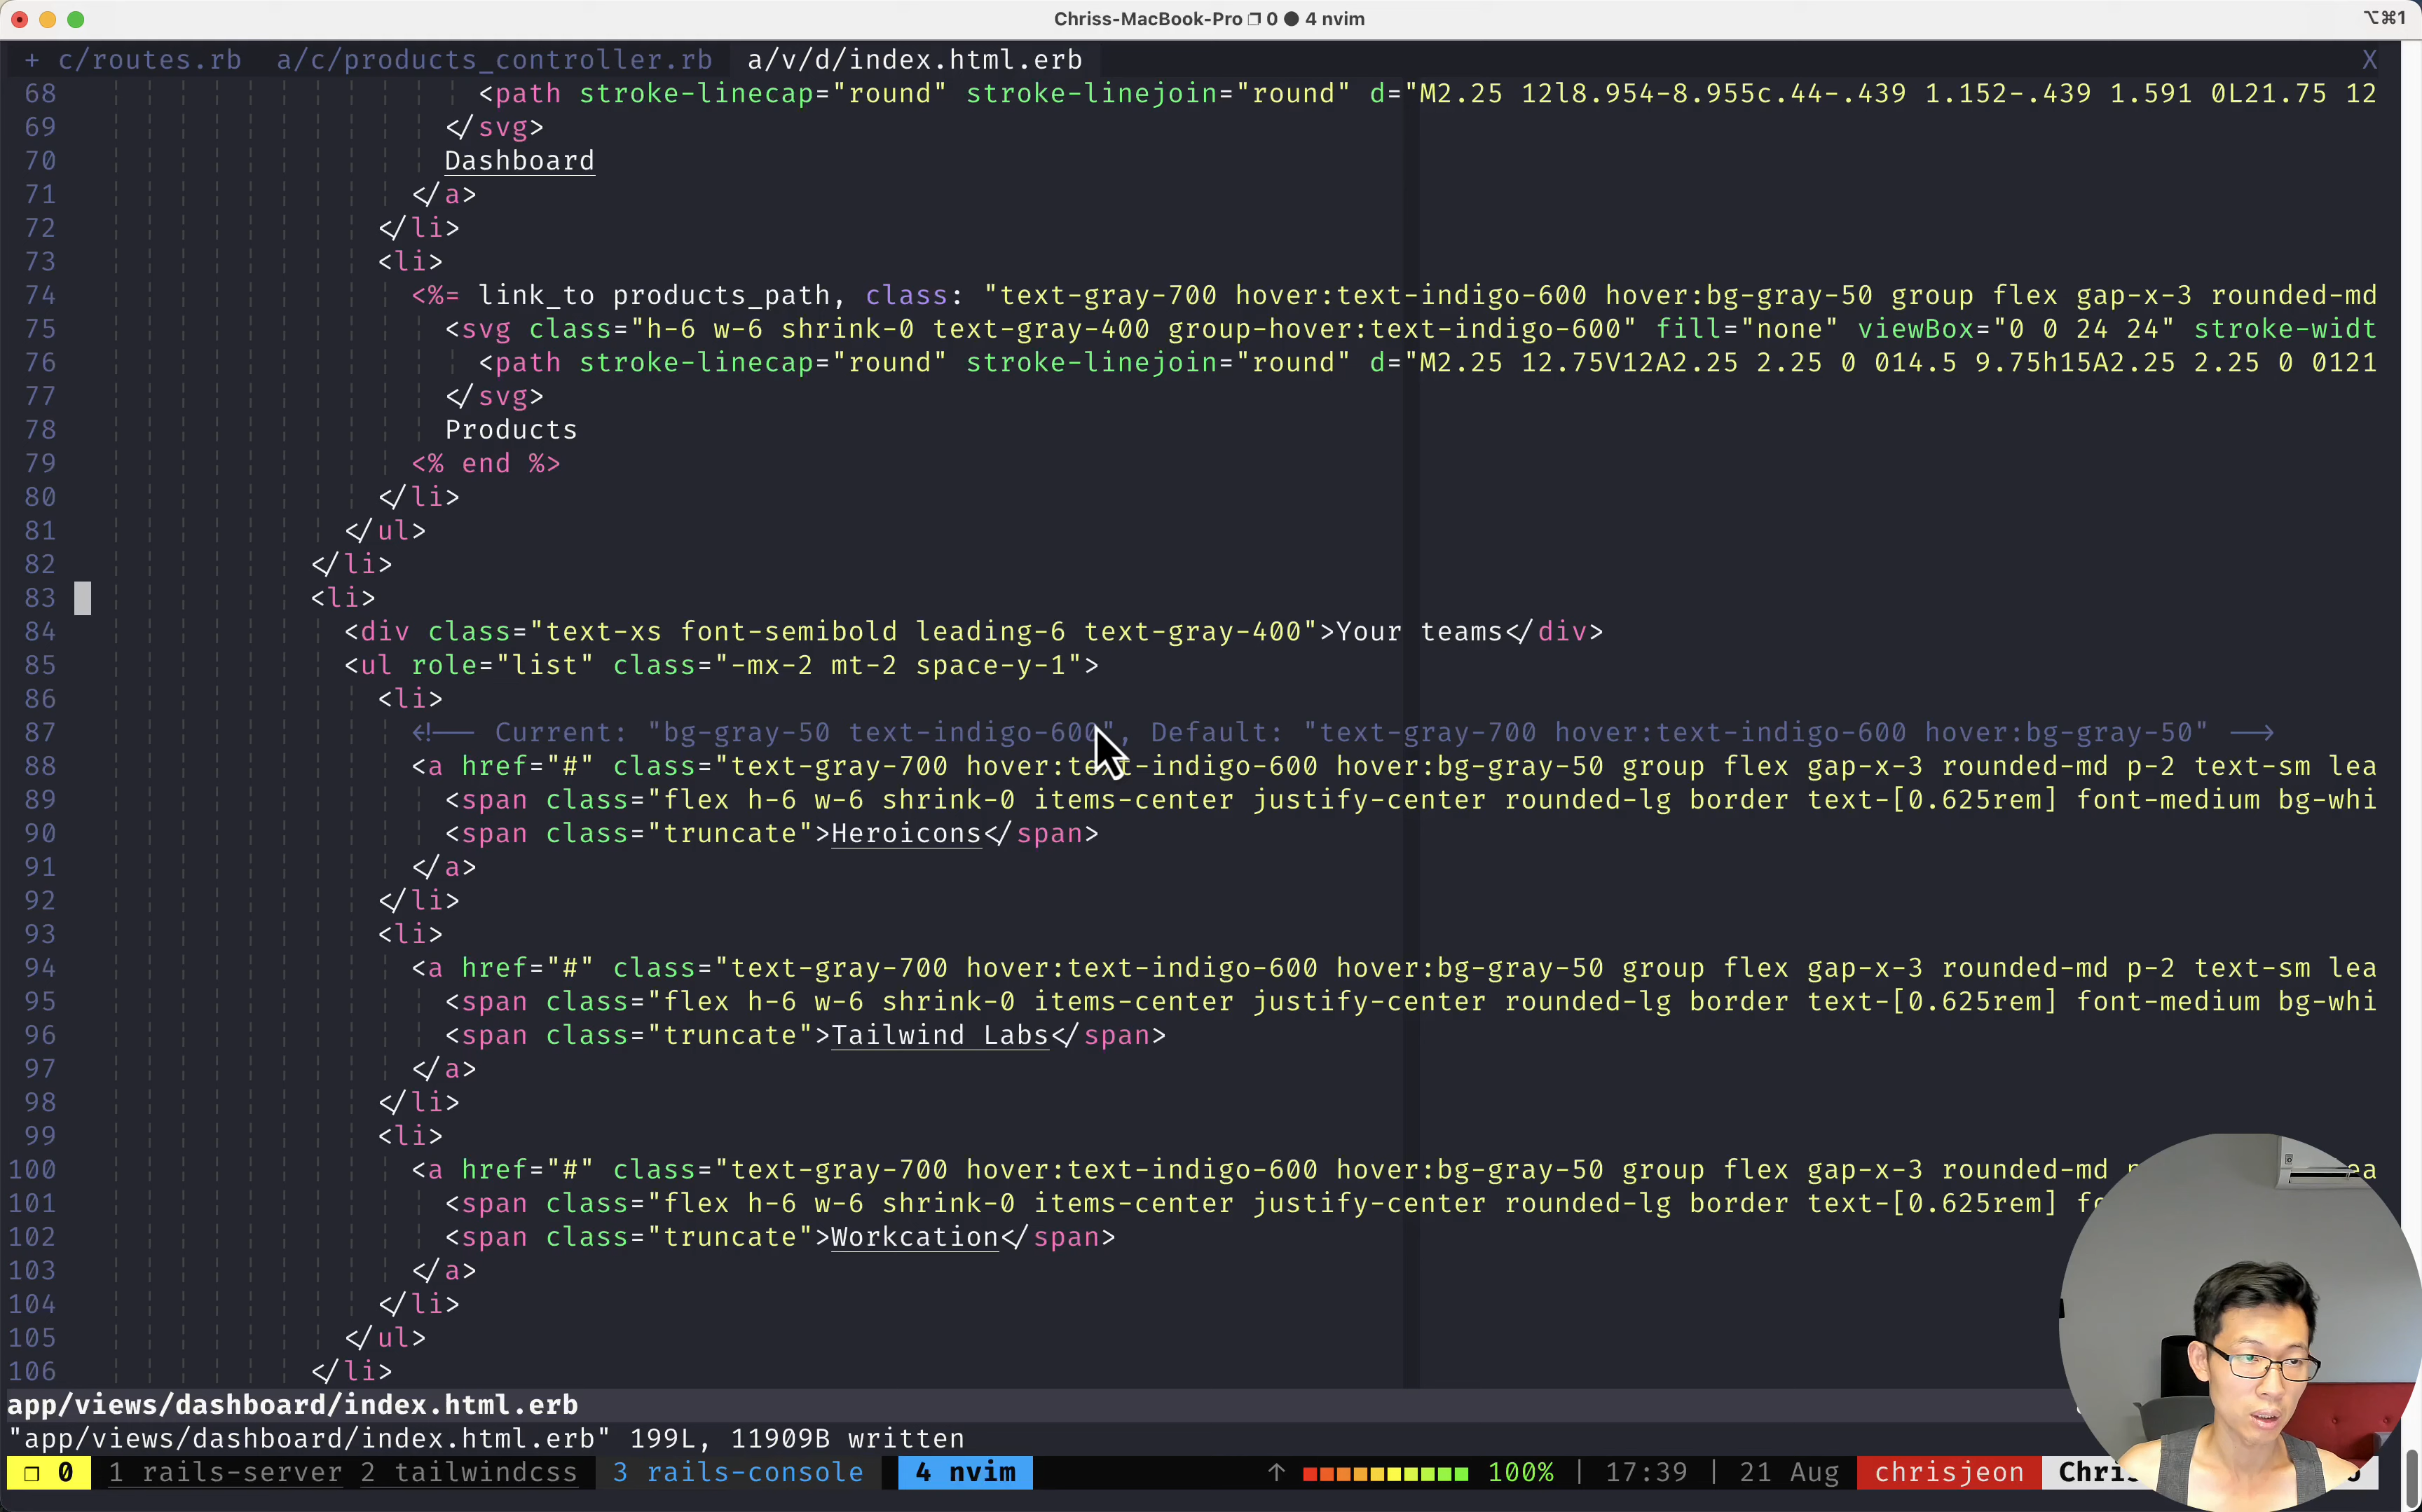 Chriss-MacBook-Pro ❐ 0 ● 4 nvim
⌥⌘1
+ c/routes.rb a/c/products_controller.rb a/v/d/index.html.erb X
68 <path stroke-linecap="round" stroke-linejoin="round" d="M2.25 12l8.954-8.955c.44-.439 1.152-.439 1.591 0L21.75 12
69 </svg>
70 Dashboard
71 </a>
72 </li>
73 <li>
74 <%= link_to products_path, class: "text-gray-700 hover:text-indigo-600 hover:bg-gray-50 group flex gap-x-3 rounded-md
75 <svg class="h-6 w-6 shrink-0 text-gray-400 group-hover:text-indigo-600" fill="none" viewBox="0 0 24 24" stroke-widt
76 <path stroke-linecap="round" stroke-linejoin="round" d="M2.25 12.75V12A2.25 2.25 0 014.5 9.75h15A2.25 2.25 0 0121
77 </svg>
78 Products
79 <% end %>
80 </li>
81 </ul>
82 </li>
83 <li>
84 <div class="text-xs font-semibold leading-6 text-gray-400">Your teams</div>
85 <ul role="list" class="-mx-2 mt-2 space-y-1">
86 <li>
87 <!-- Current: "bg-gray-50 text-indigo-600", Default: "text-gray-700 hover:text-indigo-600 hover:bg-gray-50" -->
88 <a href="#" class="text-gray-700 hover:text-indigo-600 hover:bg-gray-50 group flex gap-x-3 rounded-md p-2 text-sm lea
89 <span class="flex h-6 w-6 shrink-0 items-center justify-center rounded-lg border text-[0.625rem] font-medium bg-whi
90 <span class="truncate">Heroicons</span>
91 </a>
92 </li>
93 <li>
94 <a href="#" class="text-gray-700 hover:text-indigo-600 hover:bg-gray-50 group flex gap-x-3 rounded-md p-2 text-sm lea
95 <span class="flex h-6 w-6 shrink-0 items-center justify-center rounded-lg border text-[0.625rem] font-medium bg-whi
96 <span class="truncate">Tailwind Labs</span>
97 </a>
98 </li>
99 <li>
100 <a href="#" class="text-gray-700 hover:text-indigo-600 hover:bg-gray-50 group flex gap-x-3 rounded-md
101 <span class="flex h-6 w-6 shrink-0 items-center justify-center rounded-lg border text-[0.625rem]
102 <span class="truncate">Workcation</span>
103 </a>
104 </li>
105 </ul>
106 </li>
app/views/dashboard/index.html.erb
"app/views/dashboard/index.html.erb" 199L, 11909B written
❐ 0 1 rails-server 2 tailwindcss 3 rails-console 4 nvim ↑ 100% | 17:39 | 21 Aug chrisjeon